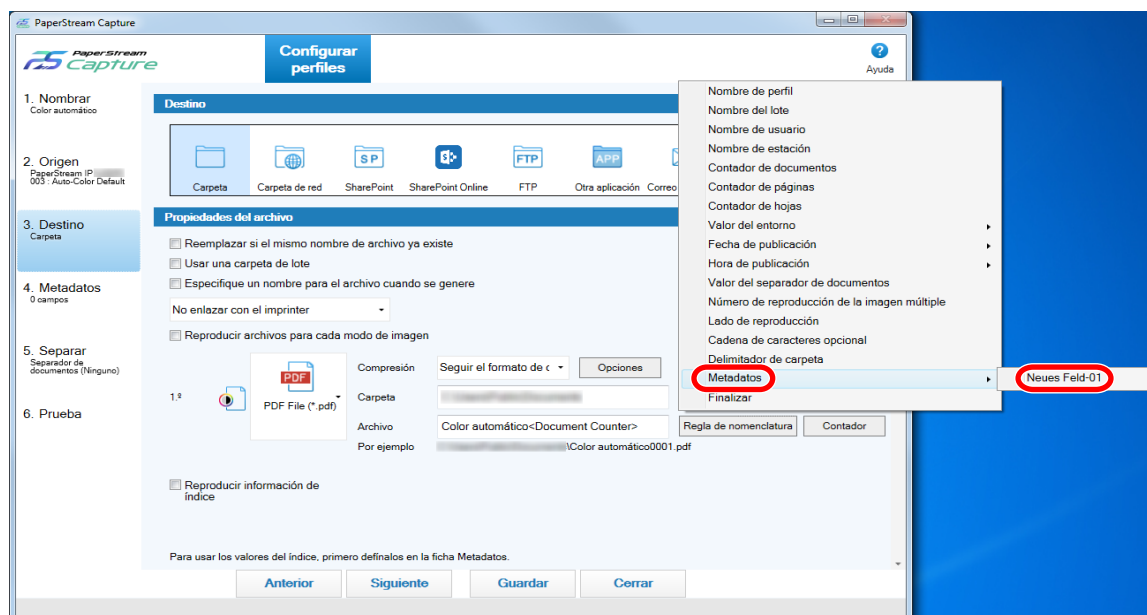 PaperStream Capture
PaperStream
Capture
Configurar
perfiles
Ayuda
1. Nombrar
Color automático
2. Origen
PaperStream IP
003 : Auto-Color Default
3. Destino
Carpeta
4. Metadatos
0 campos
5. Separar
Separador de
documentos (Ninguno)
6. Prueba
Destino
Carpeta
Carpeta de red
SharePoint
SharePoint Online
FTP
FTP
Otra aplicación
APP
Correo
SP
Propiedades del archivo
Reemplazar si el mismo nombre de archivo ya existe
Usar una carpeta de lote
Especifique un nombre para el archivo cuando se genere
No enlazar con el imprinter
Reproducir archivos para cada modo de imagen
1.º
PDF
PDF File (*.pdf)
Compresión
Seguir el formato de c
Opciones
Carpeta
Archivo
Color automático<Document Counter>
Regla de nomenclatura
Contador
Por ejemplo
\Color automático0001.pdf
Reproducir información de
índice
Para usar los valores del índice, primero defínalos en la ficha Metadatos.
Anterior
Siguiente
Guardar
Cerrar
Nombre de perfil
Nombre del lote
Nombre de usuario
Nombre de estación
Contador de documentos
Contador de páginas
Contador de hojas
Valor del entorno
Fecha de publicación
Hora de publicación
Valor del separador de documentos
Número de reproducción de la imagen múltiple
Lado de reproducción
Cadena de caracteres opcional
Delimitador de carpeta
Metadatos
Finalizar
Neues Feld-01